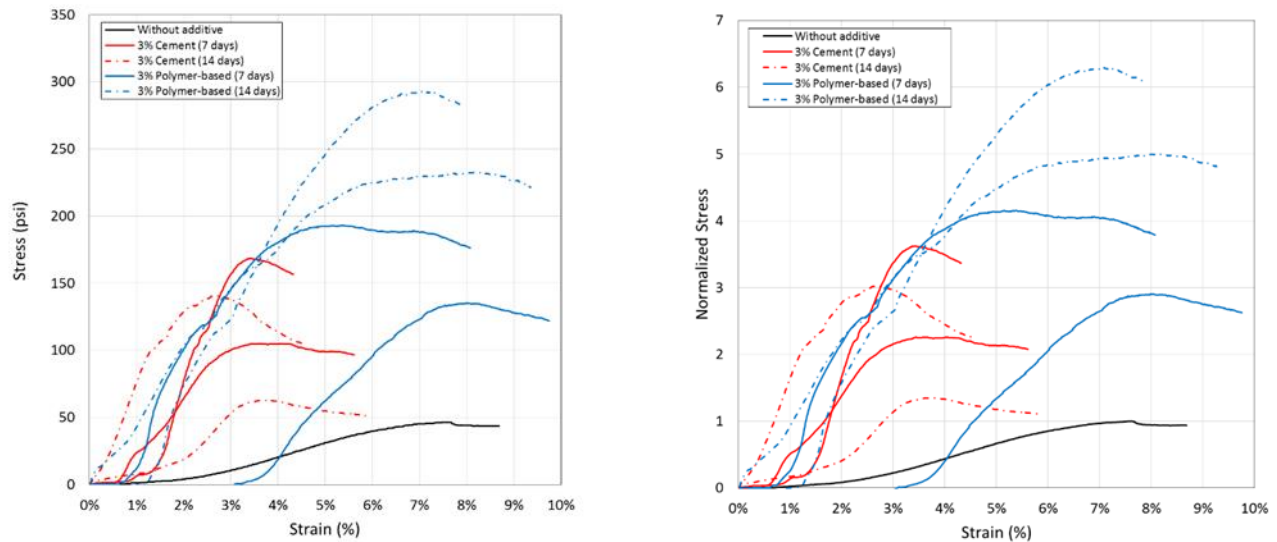 350
300
250
200
150
100
50
0
Stress (psi)
Without additive
3% Cement (7 days)
3% Cement (14 days)
3% Polymer-based (7 days)
3% Polymer-based (14 days)
0% 1% 2% 3% 4% 5% 6% 7% 8% 9% 10%
Strain (%)
7
6
5
4
3
2
1
0
Normalized Stress
Without additive
3% Cement (7 days)
3% Cement (14 days)
3% Polymer-based (7 days)
3% Polymer-based (14 days)
0% 1% 2% 3% 4% 5% 6% 7% 8% 9% 10%
Strain (%)